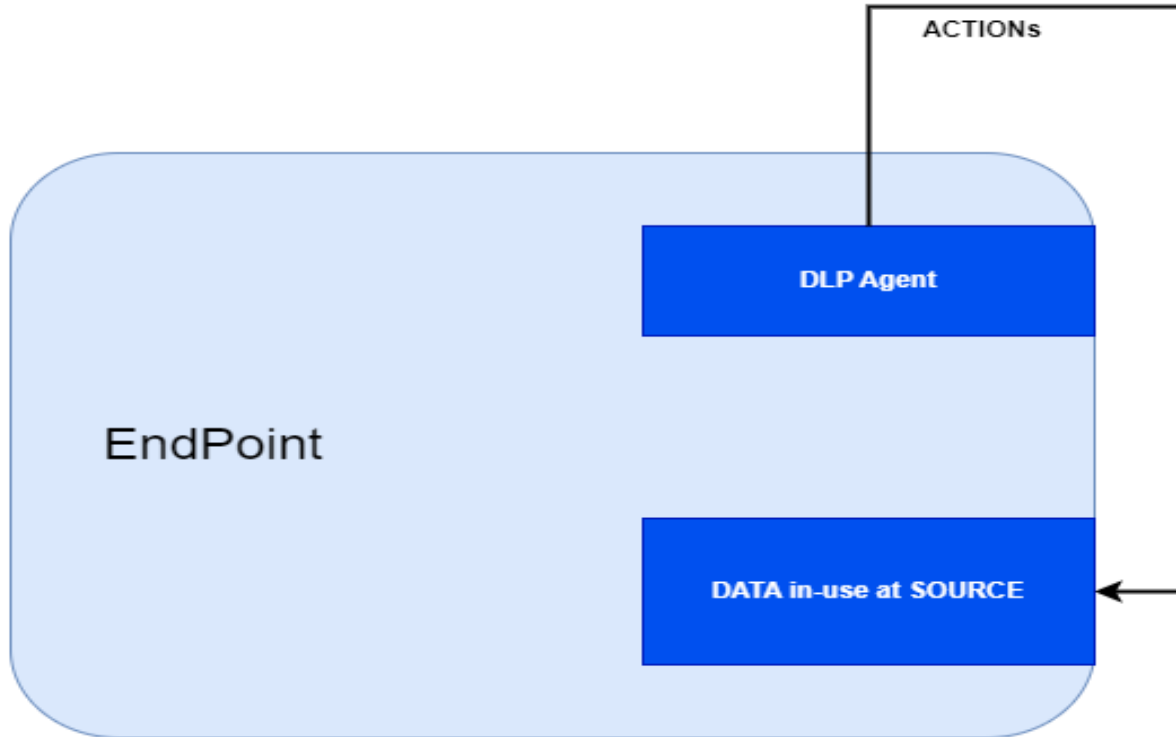 ACTIONs
DLP Agent
EndPoint
DATA in-use at SOURCE